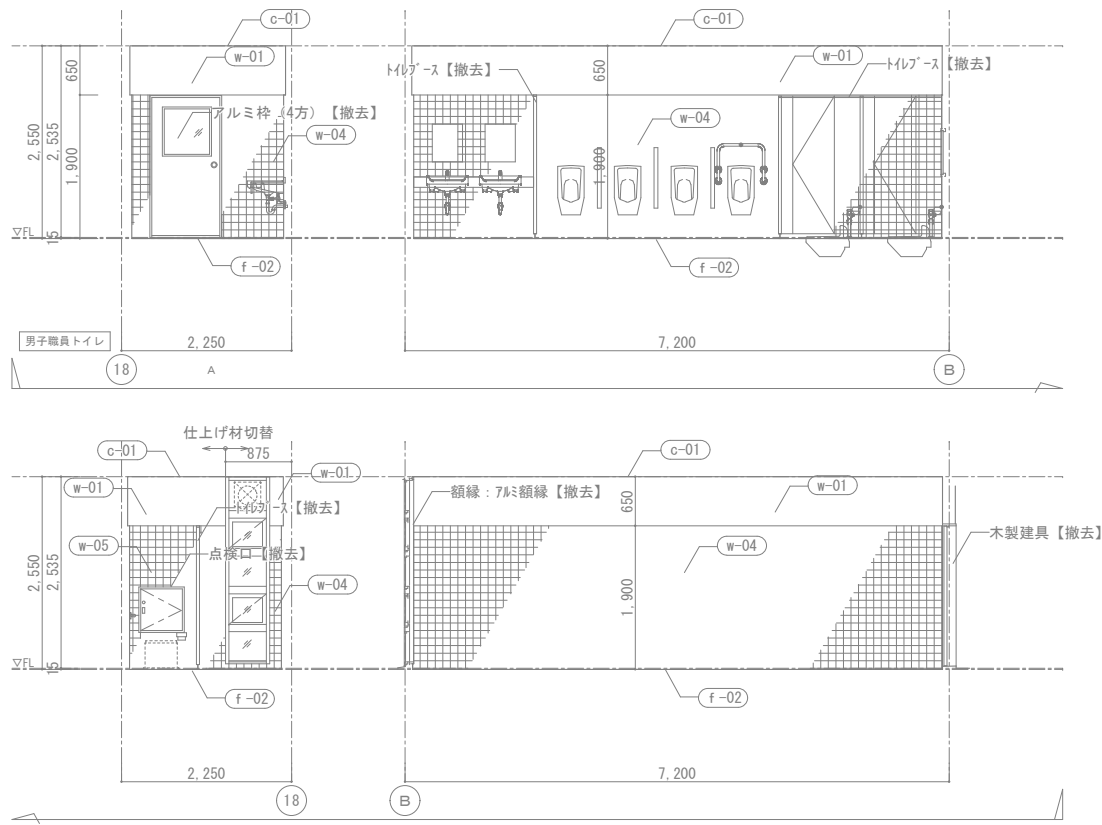 c-01
c-01
w-01
w-01
トイレブース【撤去】
トイレブース【撤去】
650
650
アルミ枠（4方）【撤去】
w-04
w-04
2,550
2,535
1,900
1,900
▽FL
15
f-02
f-02
男子職員トイレ
2,250
7,200
18
A
B
仕上げ材切替
875
c-01
c-01
w-01
w-01
w-01
額縁：アルミ額縁【撤去】
650
トイレブース【撤去】
木製建具【撤去】
w-05
点検口【撤去】
w-04
w-04
2,550
2,535
1,900
▽FL
15
f-02
f-02
2,250
7,200
18
B